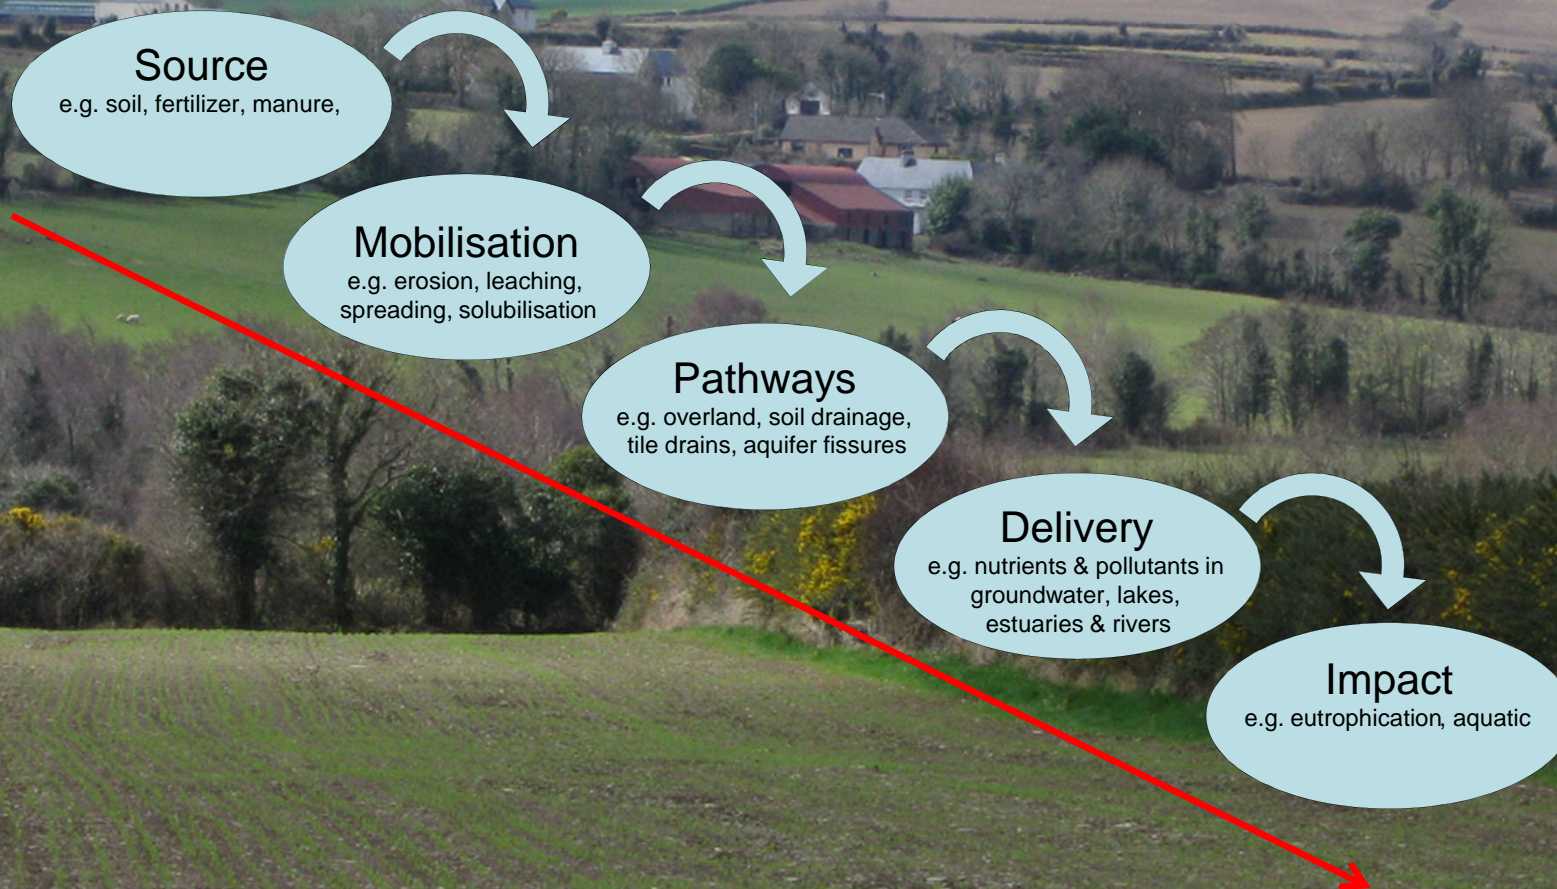 Source
e.g. soil, fertilizer, manure,
Mobilisation
e.g. erosion, leaching,
spreading, solubilisation
Pathways
e.g. overland, soil drainage,
tile drains, aquifer fissures
Delivery
e.g. nutrients & pollutants in
groundwater, lakes,
estuaries & rivers
Impact
e.g. eutrophication, aquatic